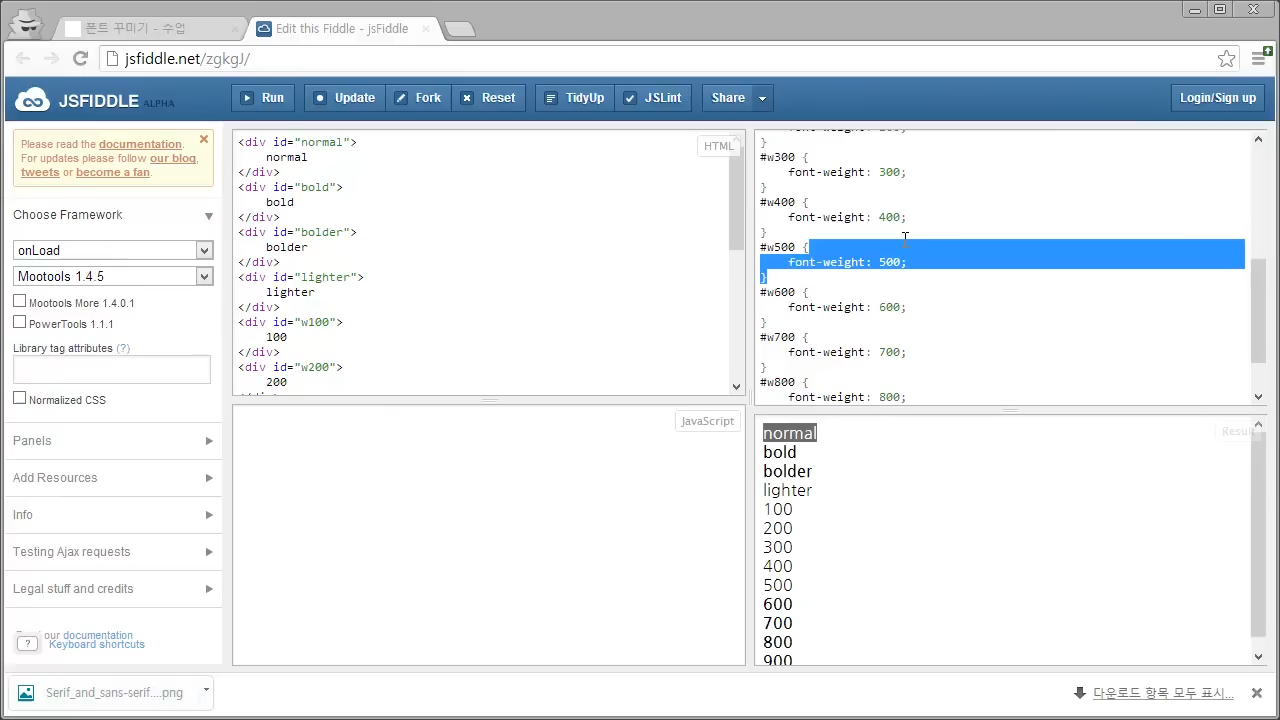 폰트 꾸미기 - 수업
Edit this Fiddle - jsFiddle
jsfiddle.net/zgkgJ/
JSFIDDLE ALPHA
Run
Update
Fork
Reset
TidyUp
JSLint
Share
Login/Sign up
Please read the documentation.
For updates please follow our blog,
tweets or become a fan.
Choose Framework
onLoad
Mootools 1.4.5
Mootools More 1.4.0.1
PowerTools 1.1.1
Library tag attributes (?)
Normalized CSS
Panels
Add Resources
Info
Testing Ajax requests
Legal stuff and credits
our documentation
? Keyboard shortcuts
HTML
<div id="normal">
normal
</div>
<div id="bold">
bold
</div>
<div id="bolder">
bolder
</div>
<div id="lighter">
lighter
</div>
<div id="w100">
100
</div>
<div id="w200">
200
}
#w300 {
font-weight: 300;
}
#w400 {
font-weight: 400;
}
#w500 {
font-weight: 500;
}
#w600 {
font-weight: 600;
}
#w700 {
font-weight: 700;
}
#w800 {
font-weight: 800;
JavaScript
Result
normal
bold
bolder
lighter
100
200
300
400
500
600
700
800
900
Serif_and_sans-serif....png
다운로드 항목 모두 표시...